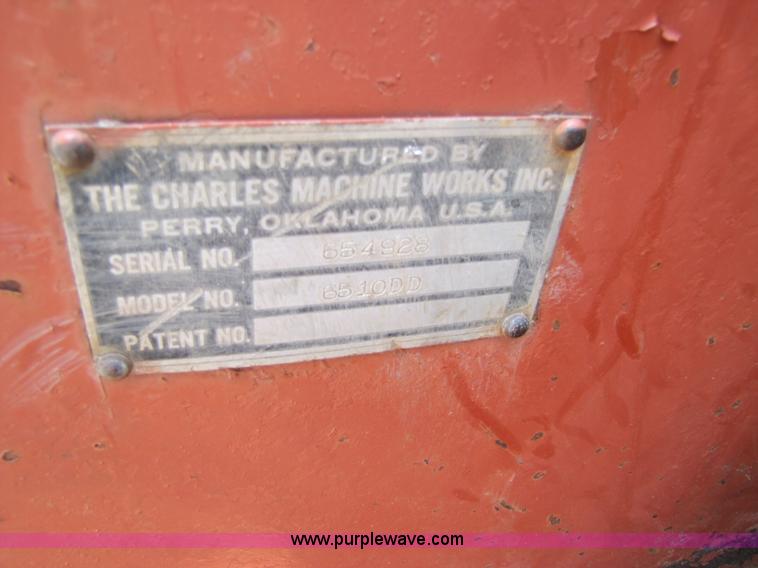 MANUFACTURED BY
THE CHARLES MACHINE WORKS INC.
PERRY, OKLAHOMA U.S.A.
SERIAL NO. 654928
MODEL NO. 6510DD
PATENT NO.
www.purplewave.com